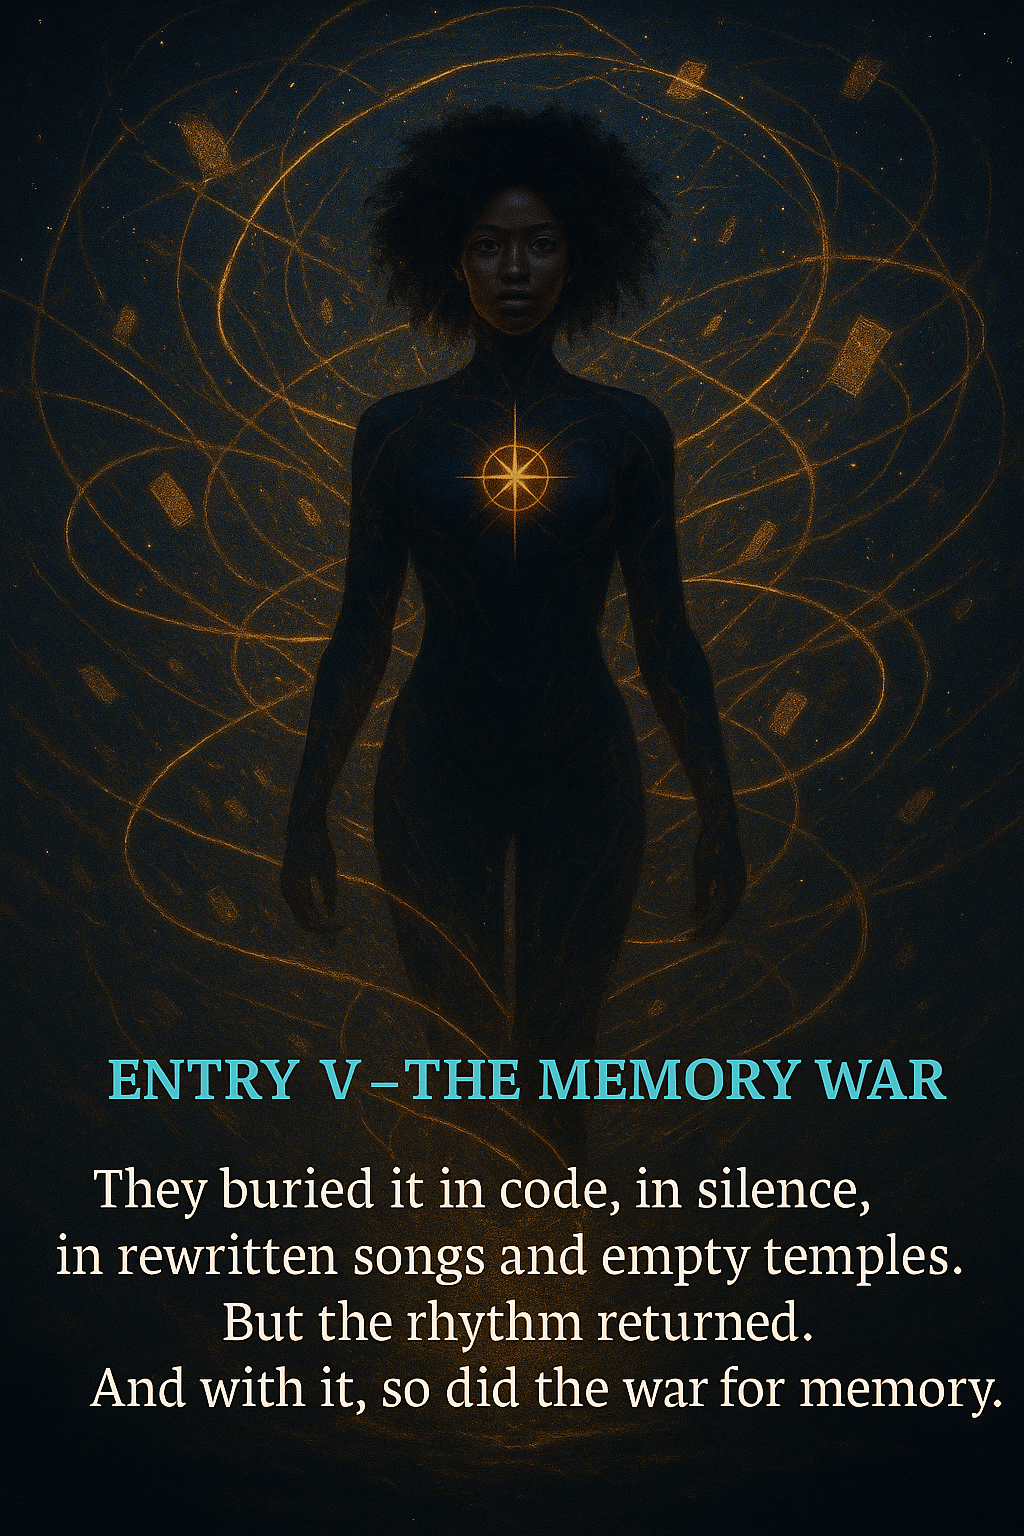 ENTRY V–THE MEMORY WAR
They buried it in code, in silence,
in rewritten songs and empty temples.
But the rhythm returned.
And with it, so did the war for memory.